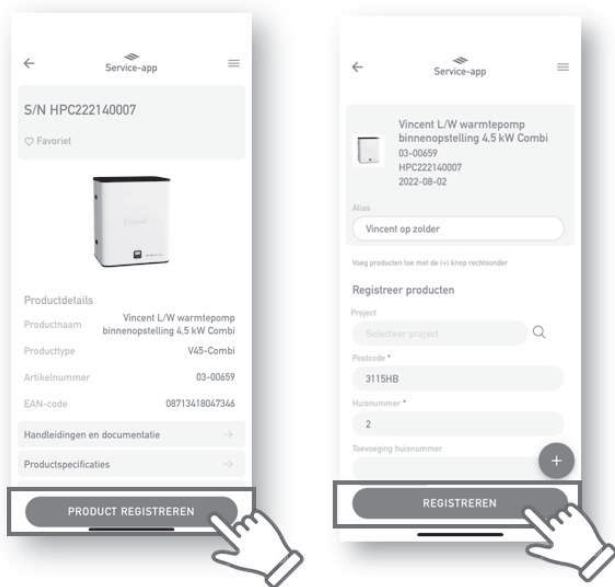 Service-app
S/N HPC222140007
Favoriet
Productdetails
Productnaam
Vincent L/W warmtepomp
binnenopstelling 4.5 kW Combi
Producttype
V45-Combi
Artikelnummer
03-00659
EAN-code
08713418047346
Handleidingen en documentatie
Productspecificaties
PRODUCT REGISTREREN
Service-app
Vincent L/W warmtepomp
binnenopstelling 4.5 kW Combi
03-00659
HPC222140007
2022-08-02
Alias
Vincent op zolder
Voeg producten toe met de (+) knop rechtsonder
Registreer producten
Project
Selecteer project
Postcode *
3115HB
Huisnummer *
2
Toevoeging huisnummer
+
REGISTREREN